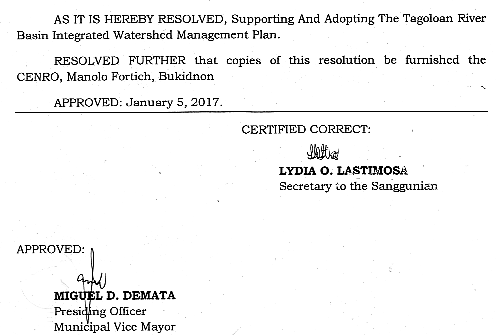 AS IT IS HEREBY RESOLVED, Supporting And Adopting The Tagoloan River
Basin Integrated Watershed Management Plan.
RESOLVED FURTHER that copies of this resolution be furnished the
CENRO, Manolo Fortich, Bukidnon
APPROVED: January 5, 2017.
CERTIFIED CORRECT:
LYDIA O. LASTIMOSA
Secretary to the Sanggunian
APPROVED:
MIGUEL D. DEMATA
Presiding Officer
Municipal Vice Mayor